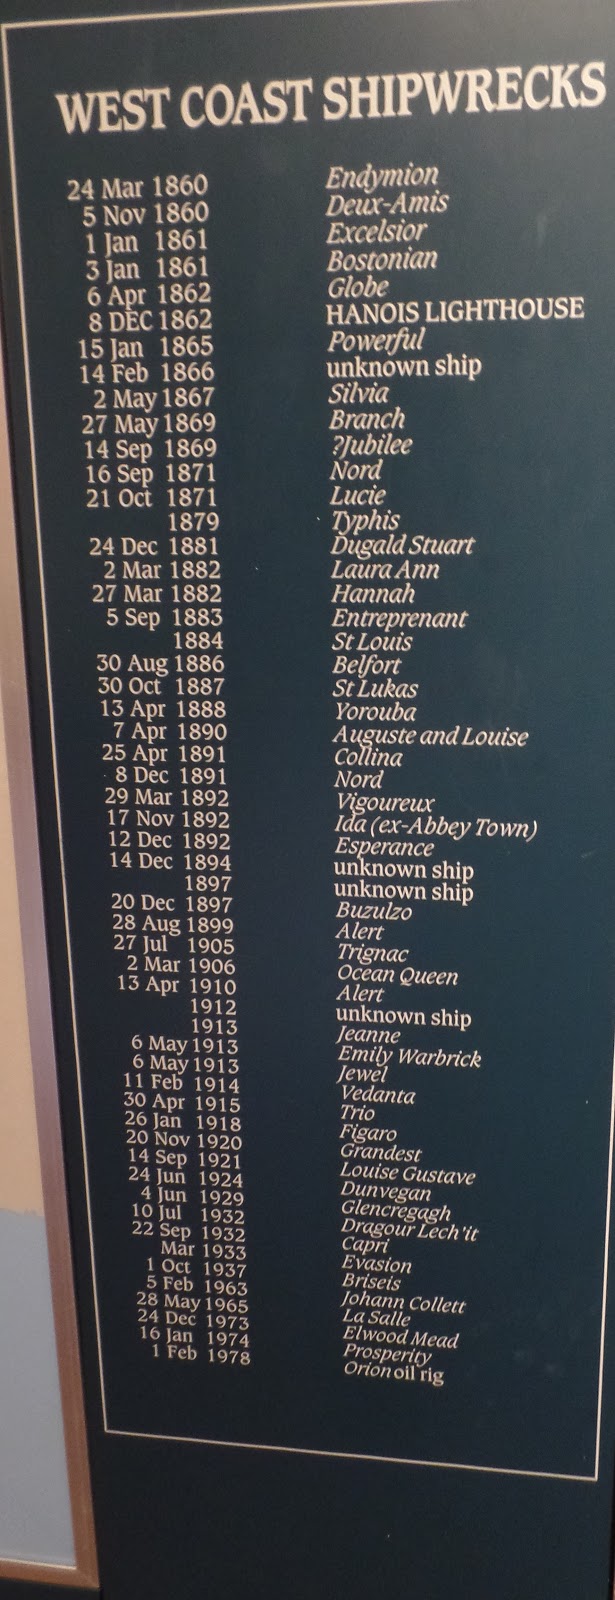 WEST COAST SHIPWRECKS
24 Mar 1860 Endymion
5 Nov 1860 Deux-Amis
1 Jan 1861 Excelsior
3 Jan 1861 Bostonian
6 Apr 1862 Globe
8 DEC 1862 HANOIS LIGHTHOUSE
15 Jan 1865 Powerful
14 Feb 1866 unknown ship
2 May 1867 Silvia
27 May 1869 Branch
14 Sep 1869 ?Jubilee
16 Sep 1871 Nord
21 Oct 1871 Lucie
1879 Typhis
24 Dec 1881 Dugald Stuart
2 Mar 1882 Laura Ann
27 Mar 1882 Hannah
5 Sep 1883 Entreprenant
1884 St Louis
30 Aug 1886 Belfort
30 Oct 1887 St Lukas
13 Apr 1888 Yorouba
7 Apr 1890 Auguste and Louise
25 Apr 1891 Collina
8 Dec 1891 Nord
29 Mar 1892 Vigoureux
17 Nov 1892 Ida (ex-Abbey Town)
12 Dec 1892 Esperance
14 Dec 1894 unknown ship
1897 unknown ship
20 Dec 1897 Buzulzo
28 Aug 1899 Alert
27 Jul 1905 Trignac
2 Mar 1906 Ocean Queen
13 Apr 1910 Alert
1912 unknown ship
1913 Jeanne
6 May 1913 Emily Warbrick
6 May 1913 Jewel
11 Feb 1914 Vedanta
30 Apr 1915 Trio
26 Jan 1918 Figaro
20 Nov 1920 Grandest
14 Sep 1921 Louise Gustave
24 Jun 1924 Dunvegan
4 Jun 1929 Glencregagh
10 Jul 1932 Dragour Lech'it
22 Sep 1932 Capri
Mar 1933 Evasion
1 Oct 1937 Briseis
5 Feb 1963 Johann Collett
28 May 1965 La Salle
24 Dec 1973 Elwood Mead
16 Jan 1974 Prosperity
1 Feb 1978 Orion oil rig